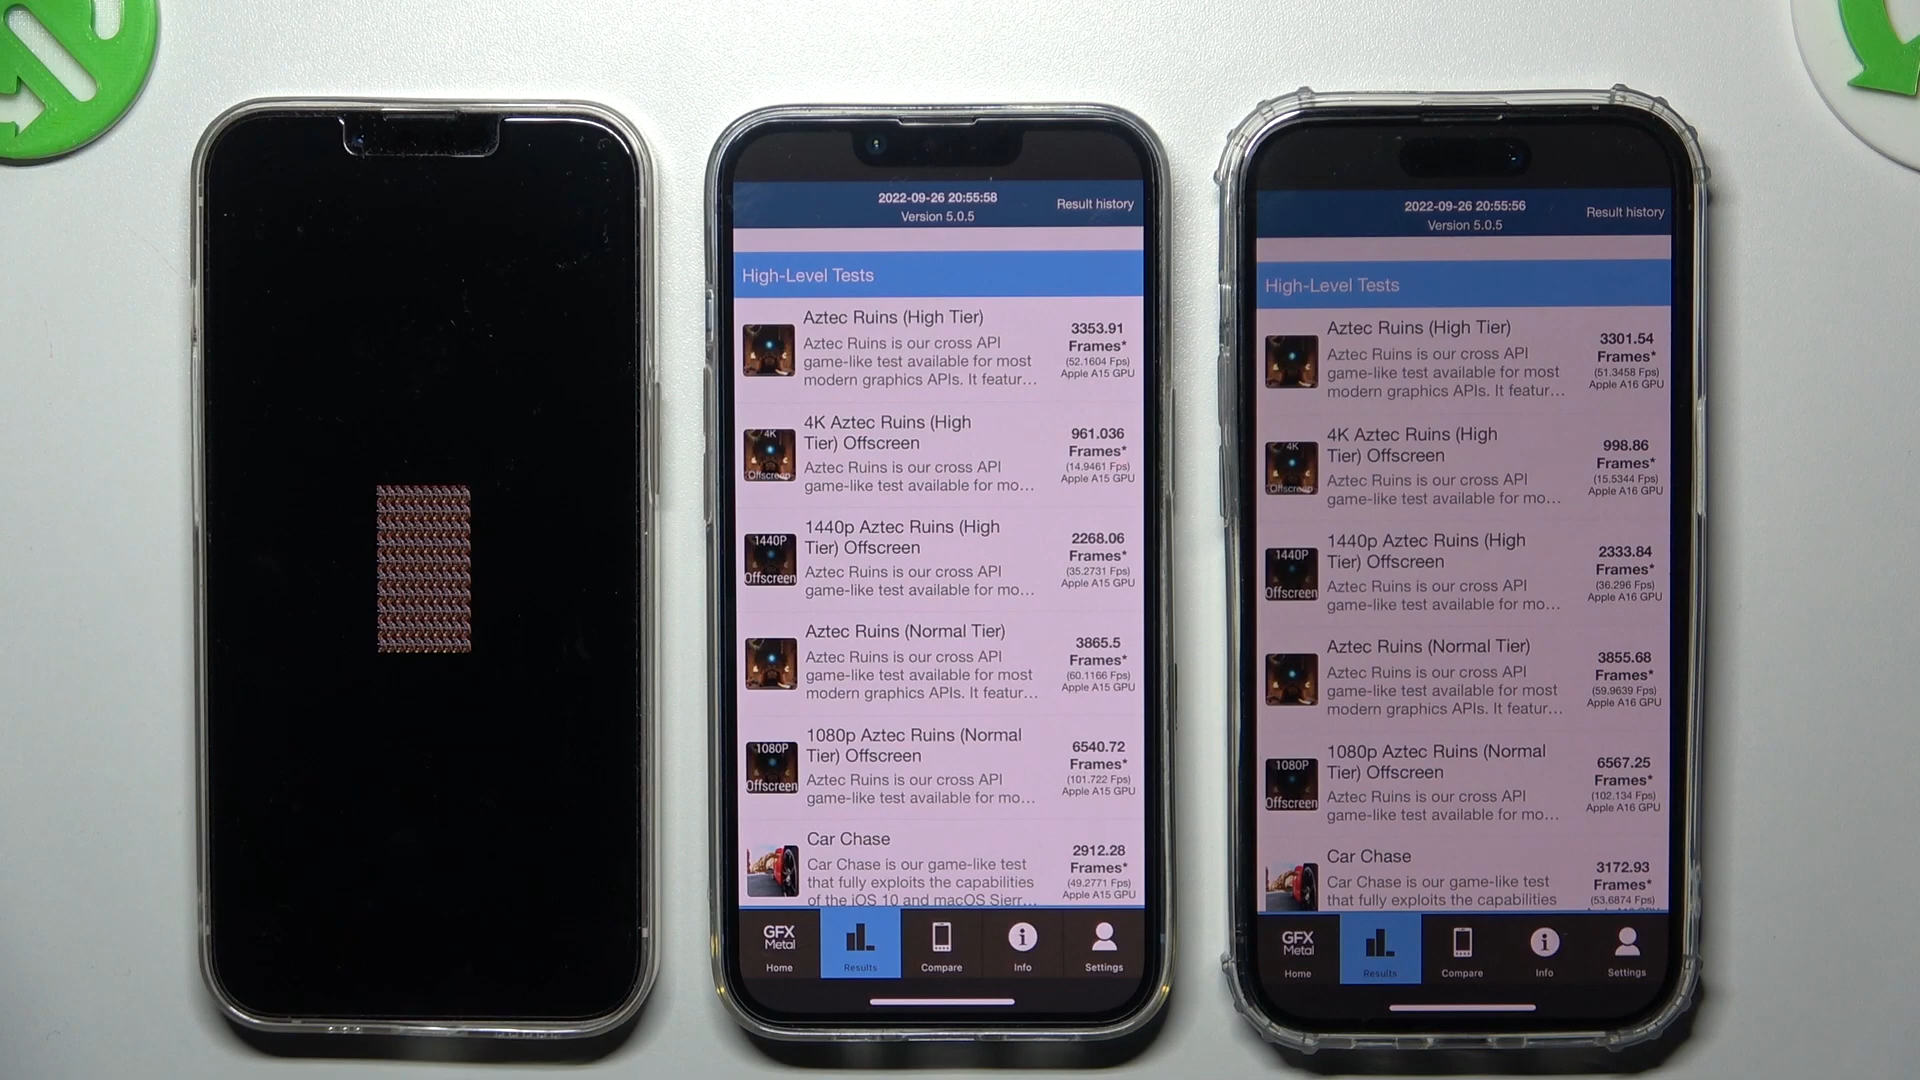 2022-09-26 20:55:58
Version 5.0.5
Result history
High-Level Tests
Aztec Ruins (High Tier)
Aztec Ruins is our cross API
game-like test available for most
modern graphics APIs. It featur...
3353.91
Frames*
(52.1604 Fps)
Apple A15 GPU
4K
Offscreen
4K Aztec Ruins (High
Tier) Offscreen
Aztec Ruins is our cross API
game-like test available for mo...
961.036
Frames*
(14.9461 Fps)
Apple A15 GPU
1440P
Offscreen
1440p Aztec Ruins (High
Tier) Offscreen
Aztec Ruins is our cross API
game-like test available for mo...
2268.06
Frames*
(35.2731 Fps)
Apple A15 GPU
Aztec Ruins (Normal Tier)
Aztec Ruins is our cross API
game-like test available for most
modern graphics APIs. It featur...
3865.5
Frames*
(60.1166 Fps)
Apple A15 GPU
1080P
Offscreen
1080p Aztec Ruins (Normal
Tier) Offscreen
Aztec Ruins is our cross API
game-like test available for mo...
6540.72
Frames*
(101.722 Fps)
Apple A15 GPU
Car Chase
Car Chase is our game-like test
that fully exploits the capabilities
of the iOS 10 and macOS Sierr...
2912.28
Frames*
(49.2771 Fps)
Apple A15 GPU
GFX
Metal
Home
Results
Compare
Info
Settings
2022-09-26 20:55:56
Version 5.0.5
Result history
High-Level Tests
Aztec Ruins (High Tier)
Aztec Ruins is our cross API
game-like test available for most
modern graphics APIs. It featur...
3301.54
Frames*
(51.3458 Fps)
Apple A16 GPU
4K
Offscreen
4K Aztec Ruins (High
Tier) Offscreen
Aztec Ruins is our cross API
game-like test available for mo...
998.86
Frames*
(15.5344 Fps)
Apple A16 GPU
1440P
Offscreen
1440p Aztec Ruins (High
Tier) Offscreen
Aztec Ruins is our cross API
game-like test available for mo...
2333.84
Frames*
(36.296 Fps)
Apple A16 GPU
Aztec Ruins (Normal Tier)
Aztec Ruins is our cross API
game-like test available for most
modern graphics APIs. It featur...
3855.68
Frames*
(59.9639 Fps)
Apple A16 GPU
1080P
Offscreen
1080p Aztec Ruins (Normal
Tier) Offscreen
Aztec Ruins is our cross API
game-like test available for mo...
6567.25
Frames*
(102.134 Fps)
Apple A16 GPU
Car Chase
Car Chase is our game-like test
that fully exploits the capabilities
3172.93
Frames*
(53.6874 Fps)
GFX
Metal
Home
Results
Compare
Info
Settings